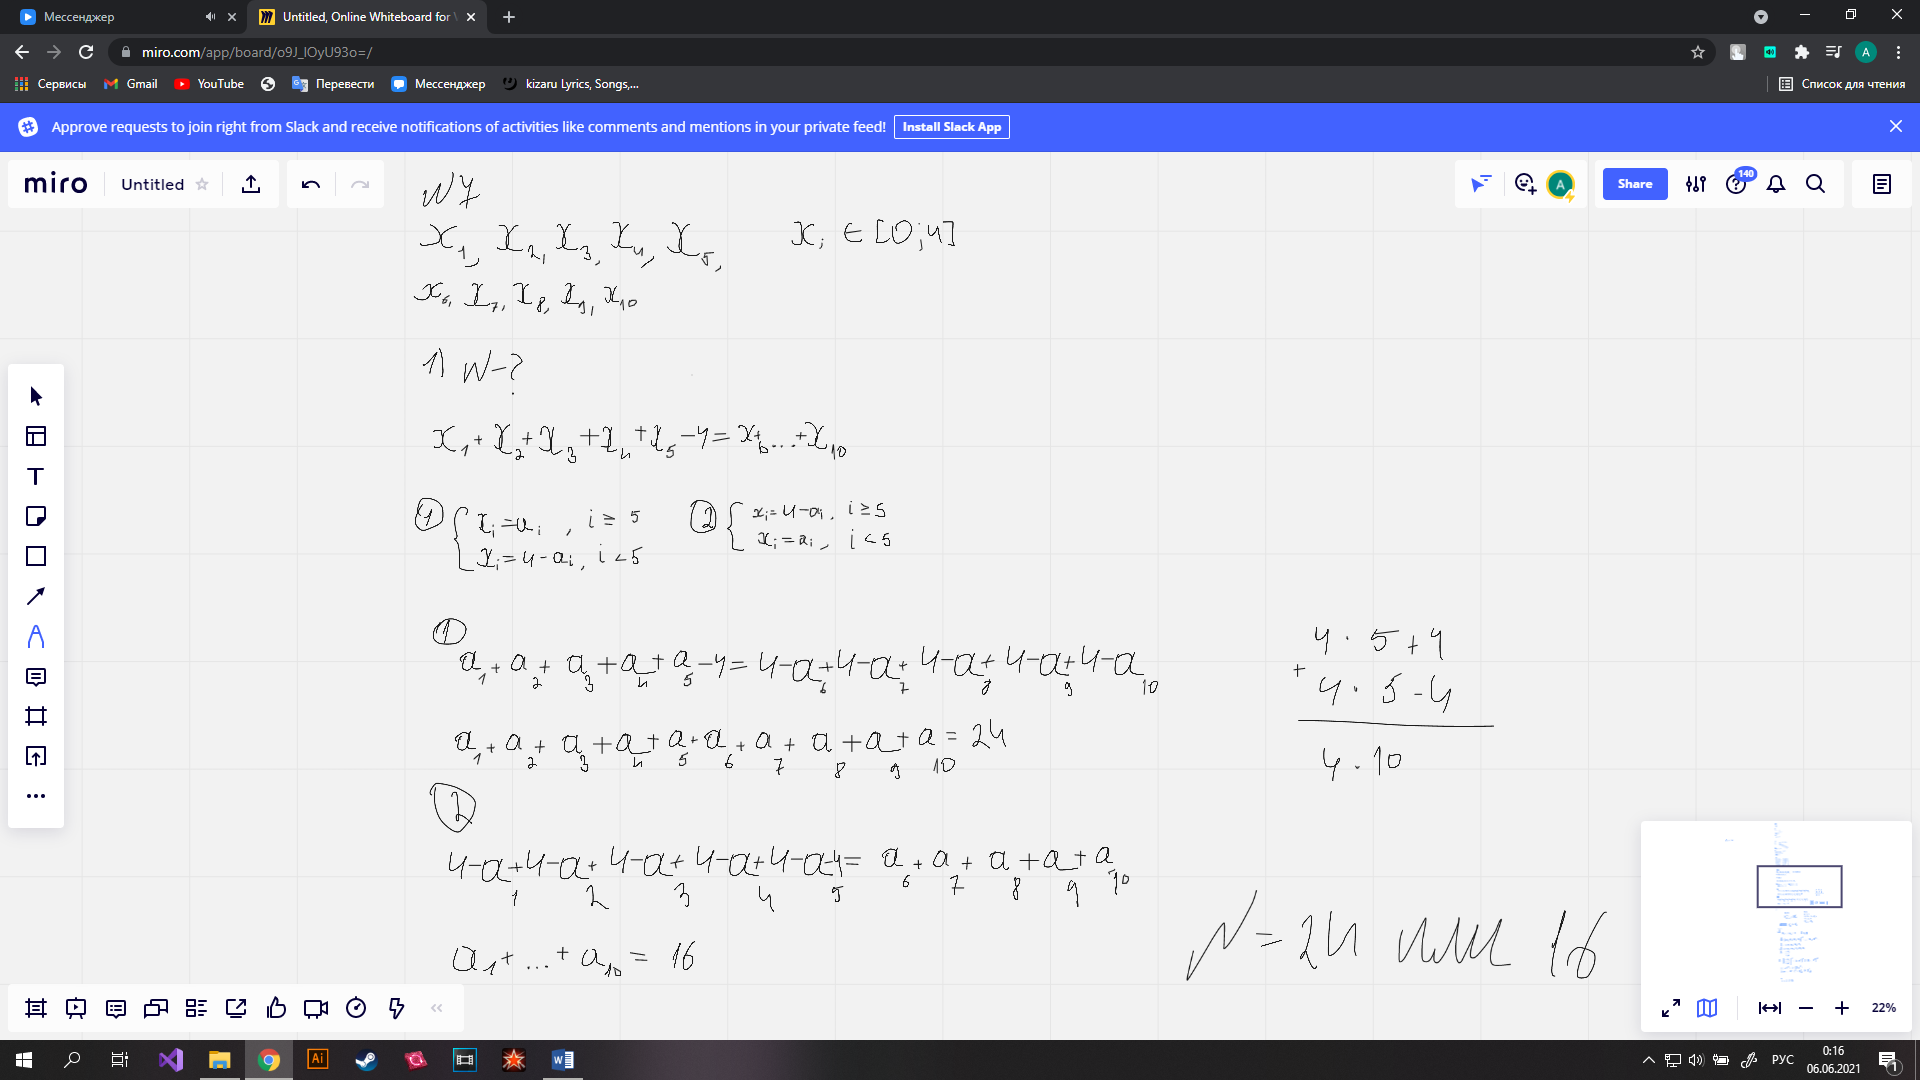 Мессенджер
Untitled, Online Whiteboard for
miro.com/app/board/o9J_lOyU93o=/
Сервисы Gmail YouTube Перевести Мессенджер kizaru Lyrics, Songs,...
Список для чтения
Approve requests to join right from Slack and receive notifications of activities like comments and mentions in your private feed! Install Slack App
miro Untitled
Share 140
N7
x₁, x₂, x₃, x₄, x₅, xᵢ ∈ [0;4]
x₆, x₇, x₈, x₉, x₁₀
1) N-?
x₁+x₂+x₃+x₄+x₅-4=x₆+...+x₁₀
① { xᵢ=aᵢ, i ≥ 5
xᵢ=4-aᵢ, i < 5
② { xᵢ=4-aᵢ, i ≥ 5
xᵢ=aᵢ, i < 5
①
a₁+a₂+a₃+a₄+a₅-4=4-a₆+4-a₇+4-a₈+4-a₉+4-a₁₀
a₁+a₂+a₃+a₄+a₅+a₆+a₇+a₈+a₉+a₁₀=24
②
4-a₁+4-a₂+4-a₃+4-a₄+4-a₅-4=a₆+a₇+a₈+a₉+a₁₀
a₁+...+a₁₀=16
4·5+4
+
4·5-4
4·10
N=24 или 16
22%
РУС
0:16
06.06.2021
1